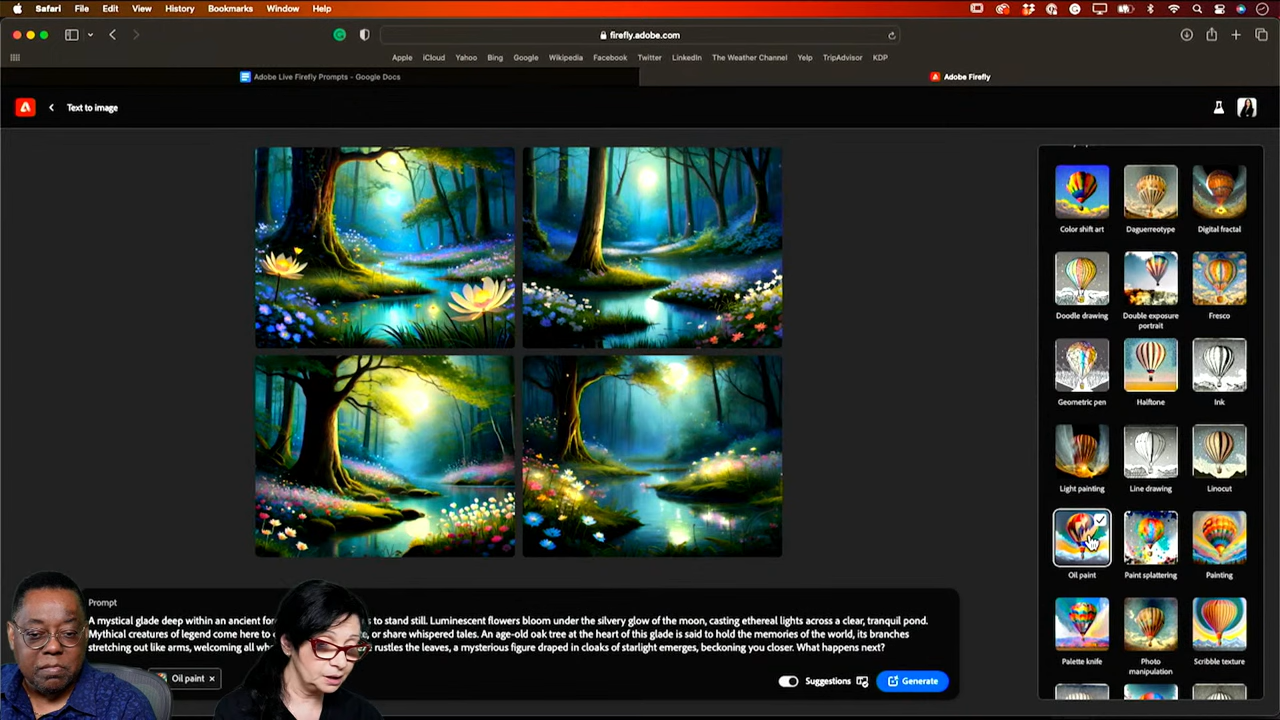 Safari File Edit View History Bookmarks Window Help
firefly.adobe.com
Apple iCloud Yahoo Bing Google Wikipedia Facebook Twitter LinkedIn The Weather Channel Yelp TripAdvisor KDP
Adobe Live Firefly Prompts - Google Docs Adobe Firefly
Text to image
Color shift art Daguerreotype Digital fractal
Doodle drawing Double exposure portrait Fresco
Geometric pen Halftone Ink
Light painting Line drawing Linocut
Oil paint Paint splattering Painting
Palette knife Photo manipulation Scribble texture
Prompt
A mystical glade deep within an ancient to stand still. Luminescent flowers bloom under the silvery glow of the moon, casting ethereal lights across a clear, tranquil pond.
Mythical creatures of legend come here to or share whispered tales. An age-old oak tree at the heart of this glade is said to hold the memories of the world, its branches
stretching out like arms, welcoming all rustles the leaves, a mysterious figure draped in cloaks of starlight emerges, beckoning you closer. What happens next?
Oil paint × Suggestions Generate